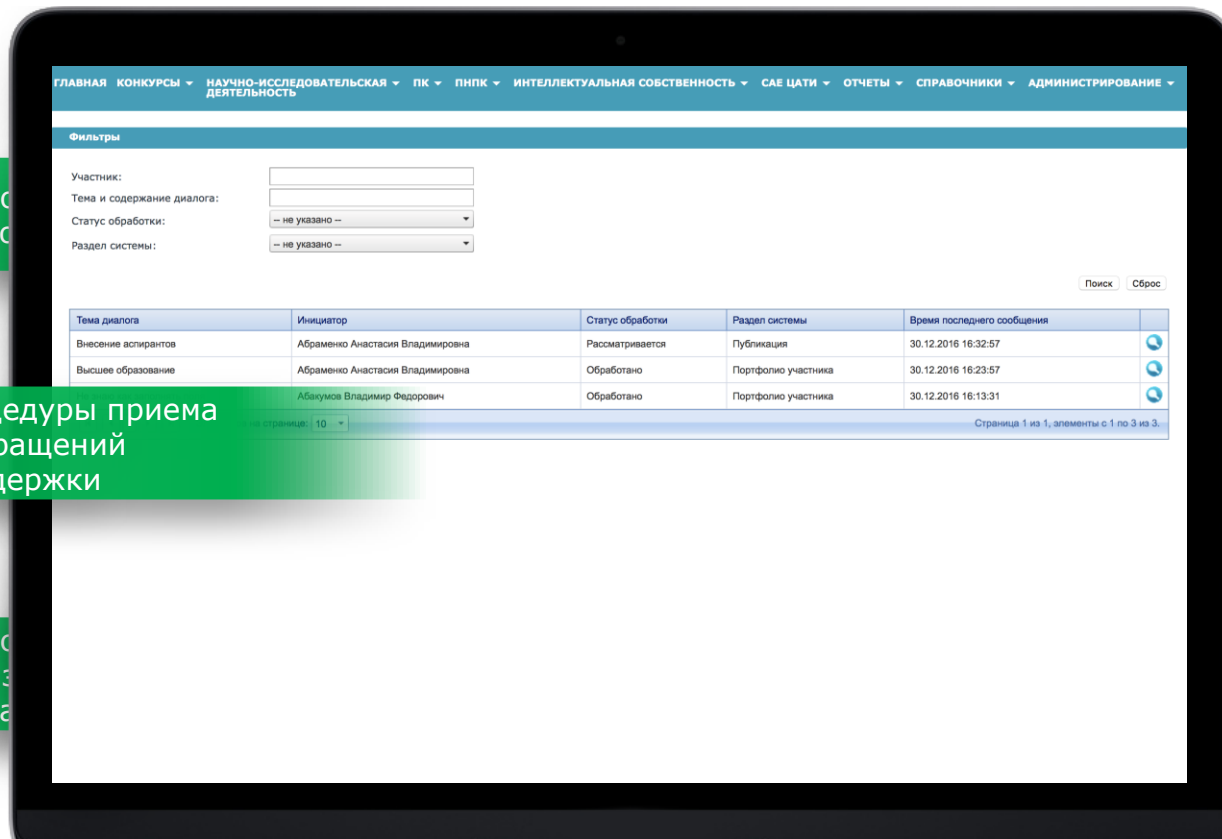 ГЛАВНАЯ КОНКУРСЫ НАУЧНО-ИССЛЕДОВАТЕЛЬСКАЯ ДЕЯТЕЛЬНОСТЬ ПК ПНПК ИНТЕЛЛЕКТУАЛЬНАЯ СОБСТВЕННОСТЬ САЕ ЦАТИ ОТЧЕТЫ СПРАВОЧНИКИ АДМИНИСТРИРОВАНИЕ
Фильтры
Участник:
Тема и содержание диалога:
Статус обработки: -- не указано --
Раздел системы: -- не указано --
Поиск Сброс
Тема диалога Инициатор Статус обработки Раздел системы Время последнего сообщения
Внесение аспирантов Абраменко Анастасия Владимировна Рассматривается Публикация 30.12.2016 16:32:57
Высшее образование Абраменко Анастасия Владимировна Обработано Портфолио участника 30.12.2016 16:23:57
Абакумов Владимир Федорович Обработано Портфолио участника 30.12.2016 16:13:31
странице: 10 Страница 1 из 1, элементы с 1 по 3 из 3.
едуры приема
ращений
держки